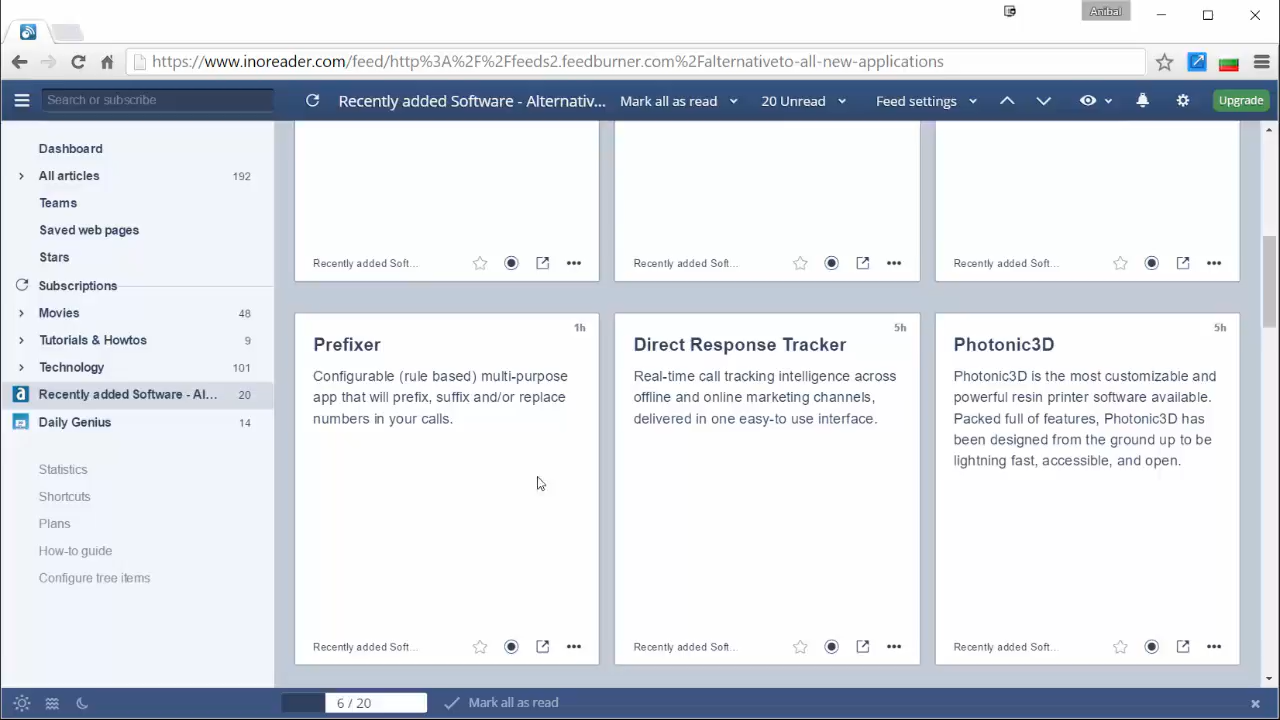 Anibal
https://www.inoreader.com/feed/http%3A%2F%2Ffeeds2.feedburner.com%2Falternativeto-all-new-applications
Search or subscribe
Recently added Software - Alternativ...
Mark all as read
20 Unread
Feed settings
Upgrade
Dashboard
All articles 192
Teams
Saved web pages
Stars
Subscriptions
Movies 48
Tutorials & Howtos 9
Technology 101
Recently added Software - Al... 20
Daily Genius 14
Statistics
Shortcuts
Plans
How-to guide
Configure tree items
Recently added Soft...
Recently added Soft...
Recently added Soft...
1h
Prefixer
Configurable (rule based) multi-purpose
app that will prefix, suffix and/or replace
numbers in your calls.
Recently added Soft...
5h
Direct Response Tracker
Real-time call tracking intelligence across
offline and online marketing channels,
delivered in one easy-to use interface.
Recently added Soft...
5h
Photonic3D
Photonic3D is the most customizable and
powerful resin printer software available.
Packed full of features, Photonic3D has
been designed from the ground up to be
lightning fast, accessible, and open.
Recently added Soft...
6 / 20
Mark all as read